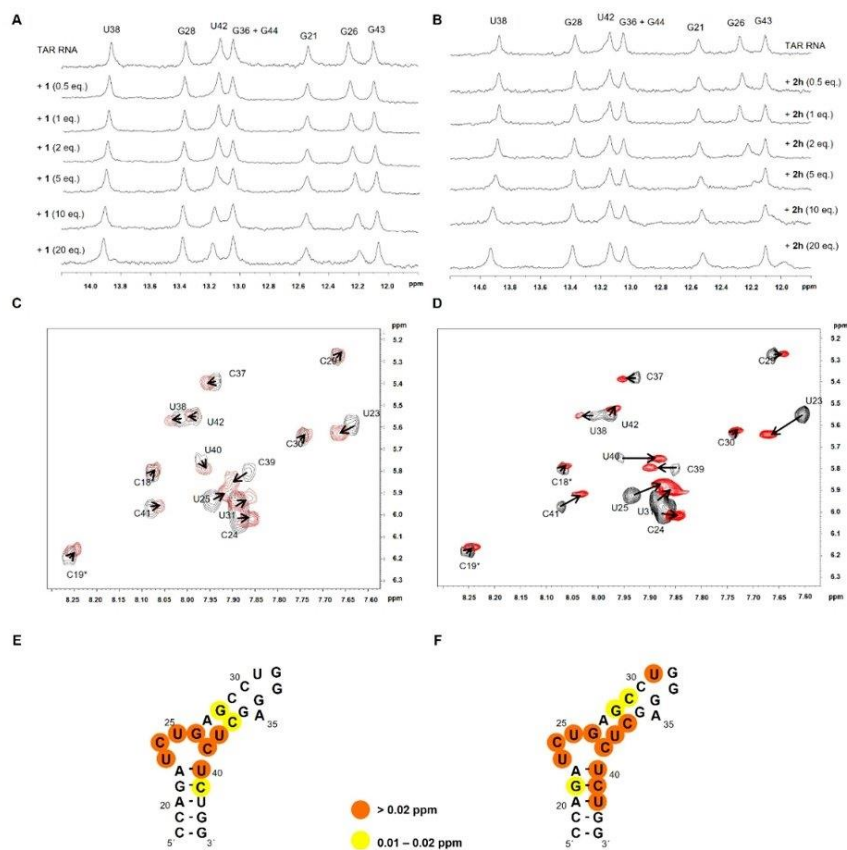 A
U38 G28 U42 G36 + G44 G21 G26 G43
TAR RNA
+ 1 (0.5 eq.)
+ 1 (1 eq.)
+ 1 (2 eq.)
+ 1 (5 eq.)
+ 1 (10 eq.)
+ 1 (20 eq.)
14.0 13.8 13.6 13.4 13.2 13.0 12.8 12.6 12.4 12.2 12.0 ppm
B
U38 G28 U42 G36 + G44 G21 G26 G43
TAR RNA
+ 2h (0.5 eq.)
+ 2h (1 eq.)
+ 2h (2 eq.)
+ 2h (5 eq.)
+ 2h (10 eq.)
+ 2h (20 eq.)
14.0 13.8 13.6 13.4 13.2 13.0 12.8 12.6 12.4 12.2 12.0 ppm
C
ppm
5.2
5.3
5.4
5.5
5.6
5.7
5.8
5.9
6.0
6.1
6.2
6.3
C29
C37
U38
U42
U23
C30
U40
C39
C18*
U25
C41
U31
C24
C19*
8.25 8.20 8.15 8.10 8.05 8.00 7.95 7.90 7.85 7.80 7.75 7.70 7.65 7.60 ppm
D
ppm
5.2
5.3
5.4
5.5
5.6
5.7
5.8
5.9
6.0
6.1
6.2
6.3
C29
C37
U23
U38
U42
C30
U40
C39
C18*
U25
C41
U31
C24
C19*
8.25 8.20 8.15 8.10 8.05 8.00 7.95 7.90 7.85 7.80 7.75 7.70 7.65 7.60 ppm
E
30
U G
C G
C G
G G
25 A C A 35
U G U
C C
U
A U 40
G C
20 A U
C G
C G
5´ 3´
> 0.02 ppm
0.01 – 0.02 ppm
F
30
U G
C G
C G
G G
25 A C A 35
U G U
C C
U
A U 40
G C
20 A U
C G
C G
5´ 3´